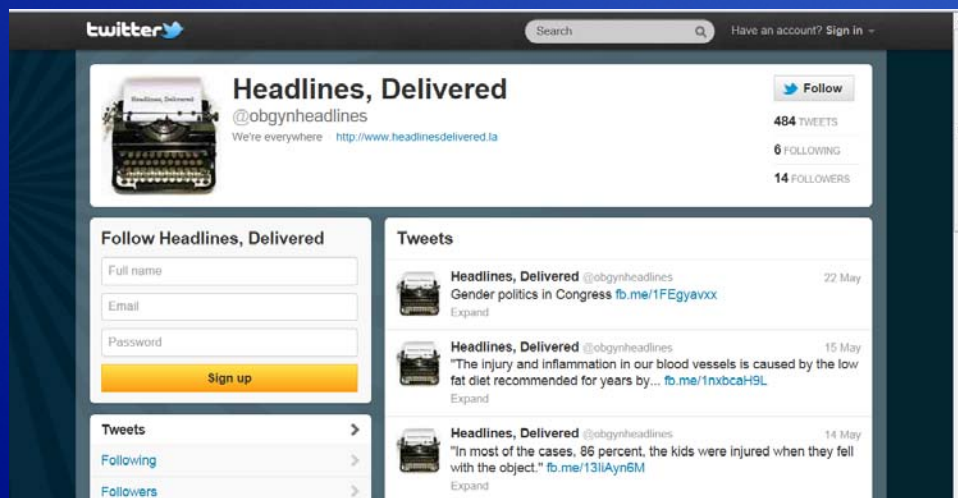 twitter
Search
Have an account? Sign in
Headlines, Delivered
Headlines, Delivered
@obgynheadlines
We're everywhere http://www.headlinesdelivered.la
Follow
484 TWEETS
6 FOLLOWING
14 FOLLOWERS
Follow Headlines, Delivered
Full name
Email
Password
Sign up
Tweets
Following
Followers
Tweets
Headlines, Delivered @obgynheadlines 22 May
Gender politics in Congress fb.me/1FEgyavxx
Expand
Headlines, Delivered @obgynheadlines 15 May
"The injury and inflammation in our blood vessels is caused by the low
fat diet recommended for years by... fb.me/1nxbcaH9L
Expand
Headlines, Delivered @obgynheadlines 14 May
"In most of the cases, 86 percent, the kids were injured when they fell
with the object." fb.me/13liAyn6M
Expand